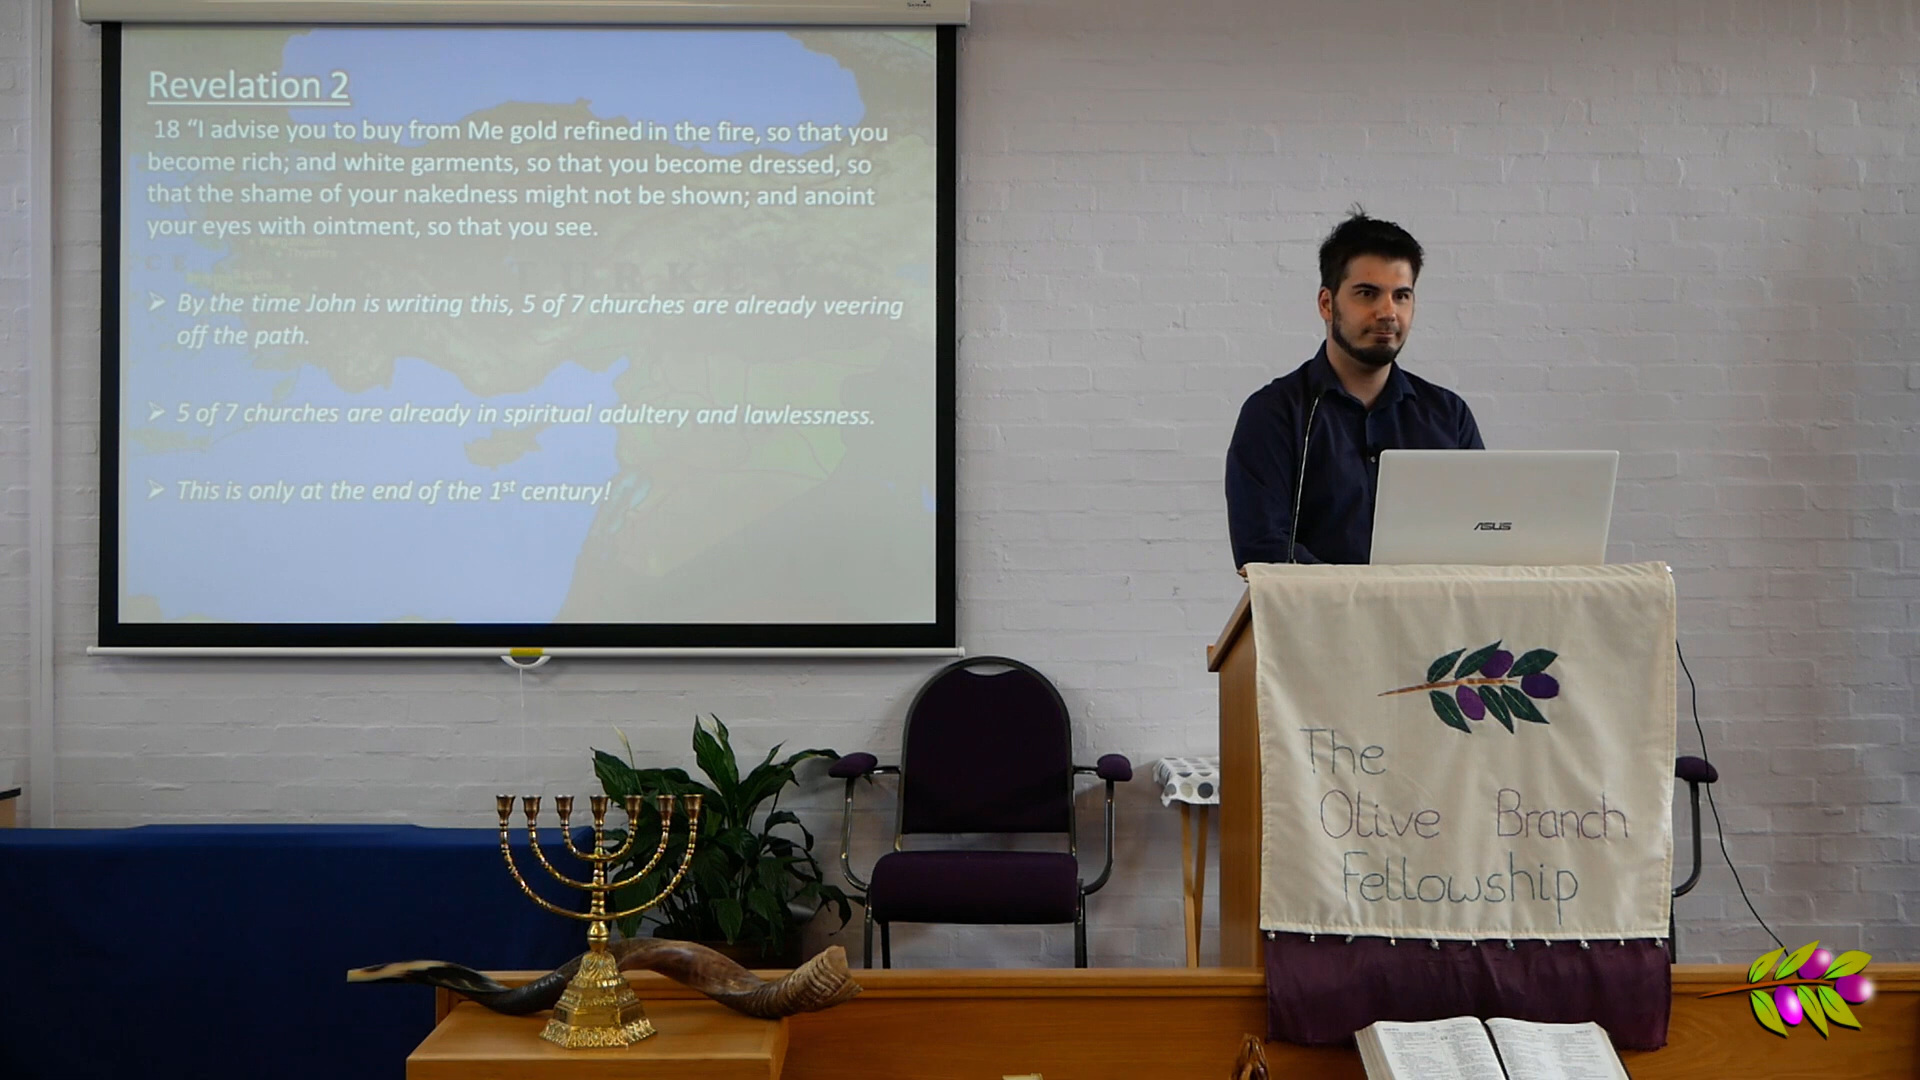 Revelation 2
18 “I advise you to buy from Me gold refined in the fire, so that you
become rich; and white garments, so that you become dressed, so
that the shame of your nakedness might not be shown; and anoint
your eyes with ointment, so that you see.
TURKEY
➢ By the time John is writing this, 5 of 7 churches are already veering
off the path.
➢ 5 of 7 churches are already in spiritual adultery and lawlessness.
➢ This is only at the end of the 1st century!
ASUS
The
Olive Branch
Fellowship